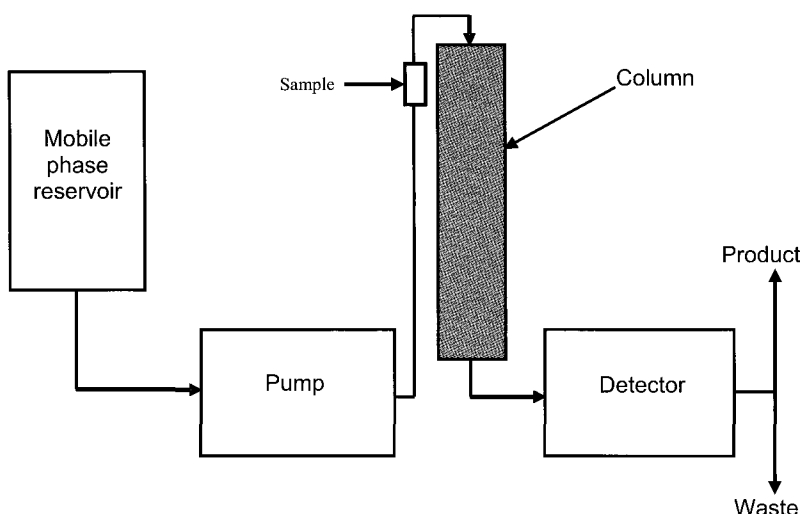 Sample
Column
Mobile
phase
reservoir
Product
Pump
Detector
Waste